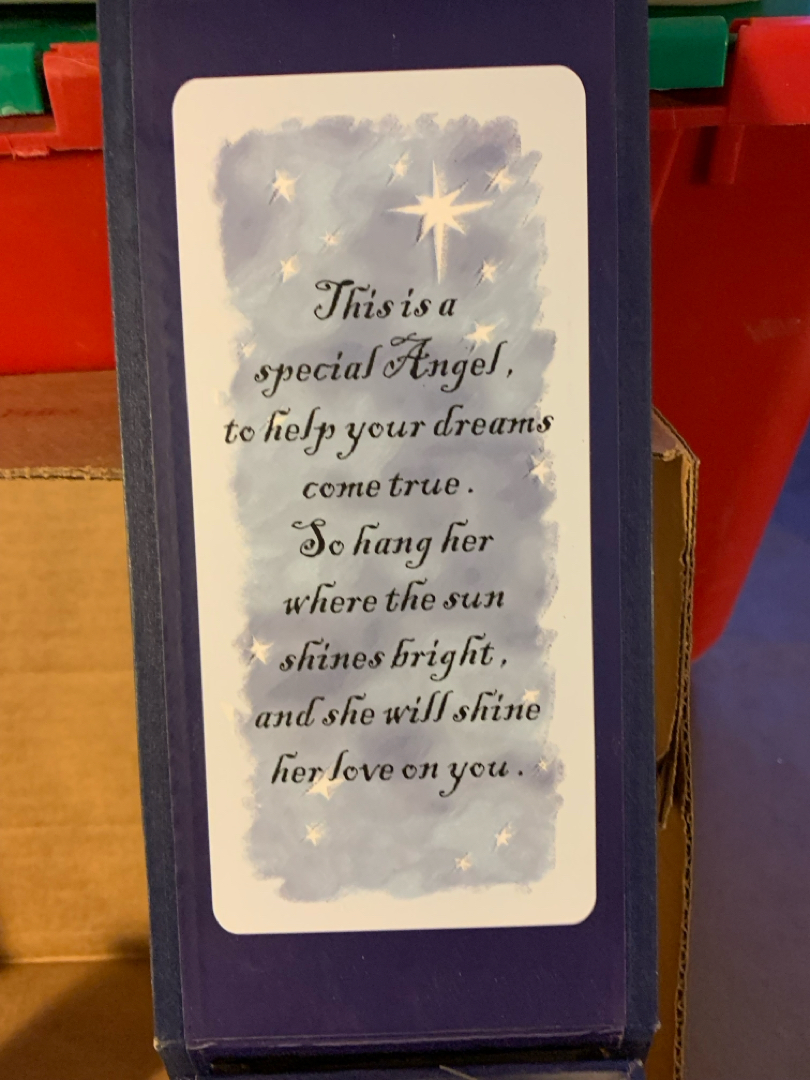 This is a
special Angel,
to help your dreams
come true.
So hang her
where the sun
shines bright,
and she will shine
her love on you.